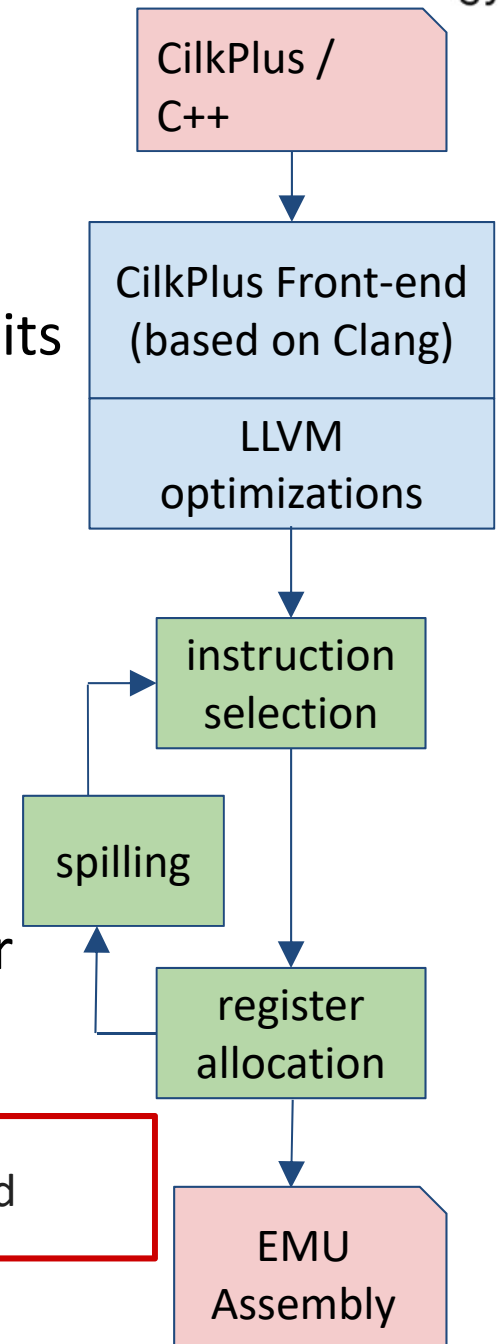 CilkPlus /
C++
CilkPlus Front-end
(based on Clang)
its
LLVM
optimizations
instruction
selection
spilling
r
register
allocation
d
EMU
Assembly